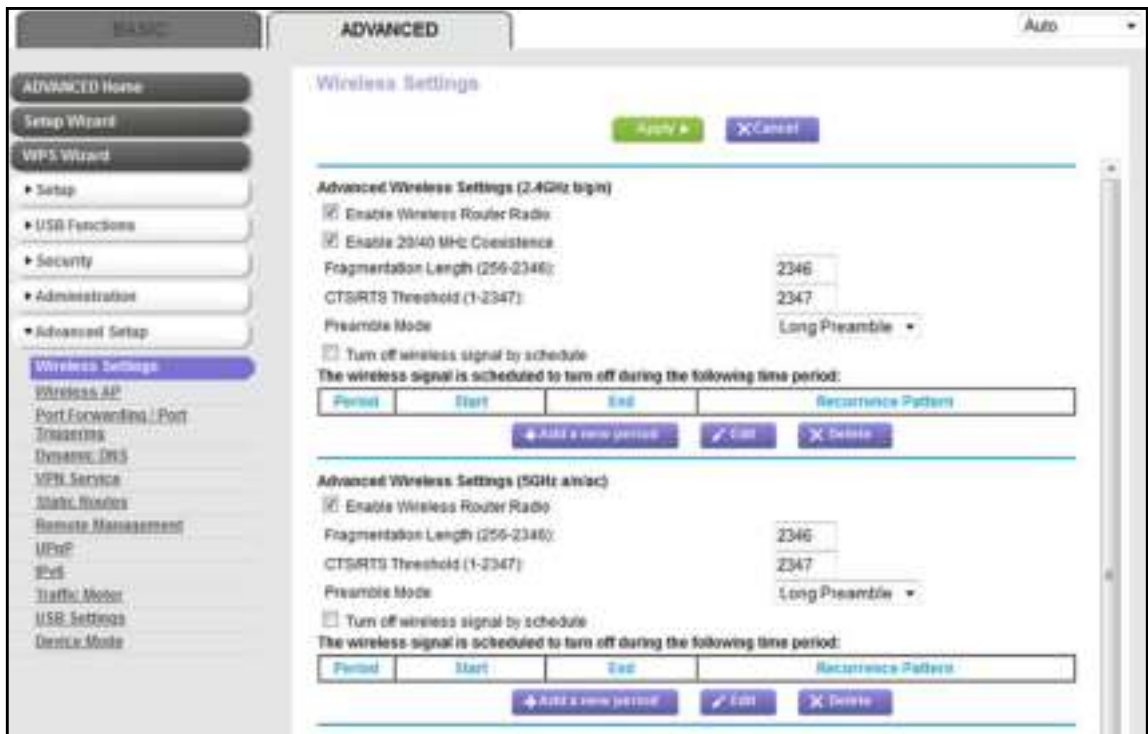 BASIC
ADVANCED
Auto
ADVANCED Home
Setup Wizard
WPS Wizard
Setup
USB Functions
Security
Administration
Advanced Setup
Wireless Settings
Wireless AP
Port Forwarding / Port
Triggering
Dynamic DNS
VPN Service
Static Routes
Remote Management
UPnP
IPv6
Traffic Meter
USB Settings
Device Mode
Wireless Settings
Apply
Cancel
Advanced Wireless Settings (2.4GHz b/g/n)
Enable Wireless Router Radio
Enable 20/40 MHz Coexistence
Fragmentation Length (256-2346): 2346
CTS/RTS Threshold (1-2347): 2347
Preamble Mode Long Preamble
Turn off wireless signal by schedule
The wireless signal is scheduled to turn off during the following time period:
Period Start End Recurrence Pattern
Add a new period Edit Delete
Advanced Wireless Settings (5GHz a/n/ac)
Enable Wireless Router Radio
Fragmentation Length (256-2346): 2346
CTS/RTS Threshold (1-2347): 2347
Preamble Mode Long Preamble
Turn off wireless signal by schedule
The wireless signal is scheduled to turn off during the following time period:
Period Start End Recurrence Pattern
Add a new period Edit Delete